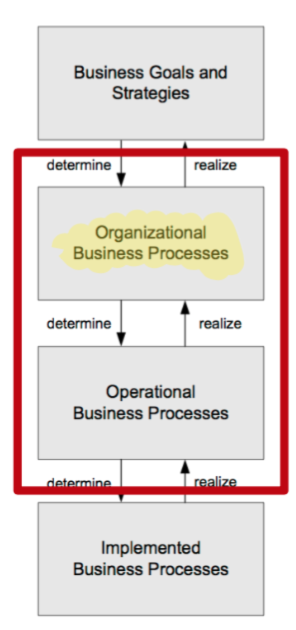 Business Goals and
Strategies
determine
realize
Organizational
Business Processes
determine
realize
Operational
Business Processes
determine
realize
Implemented
Business Processes